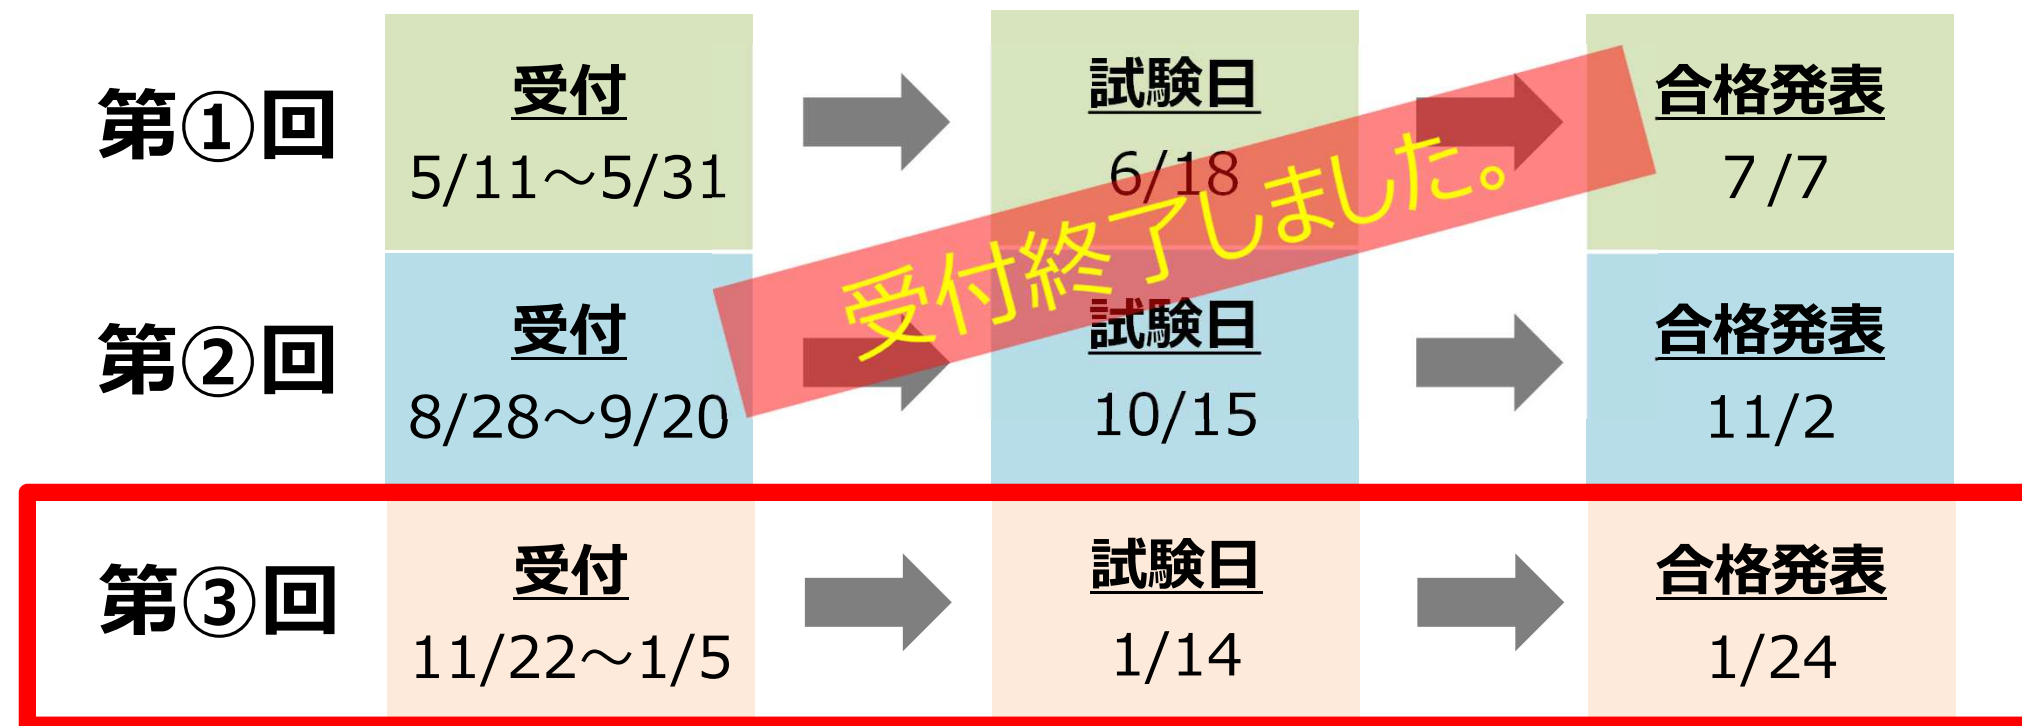 第①回
受付
5/11～5/31
試験日
6/18
合格発表
7/7
受付終了しました。
第②回
受付
8/28～9/20
試験日
10/15
合格発表
11/2
第③回
受付
11/22～1/5
試験日
1/14
合格発表
1/24